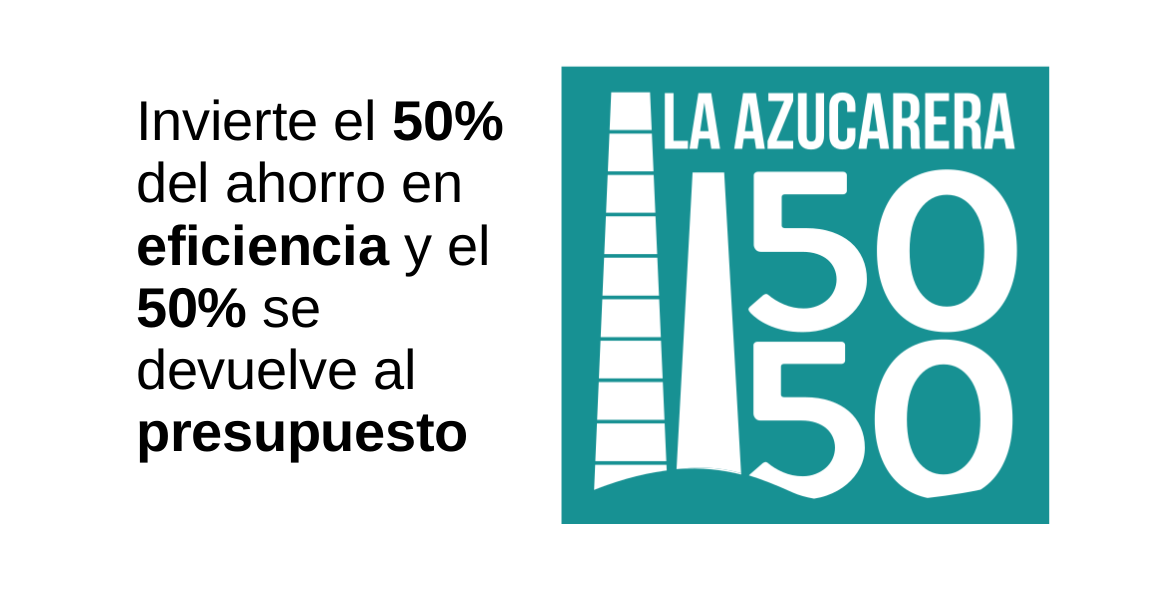 Invierte el 50%
del ahorro en
eficiencia y el
50% se
devuelve al
presupuesto
LA AZUCARERA
50
50